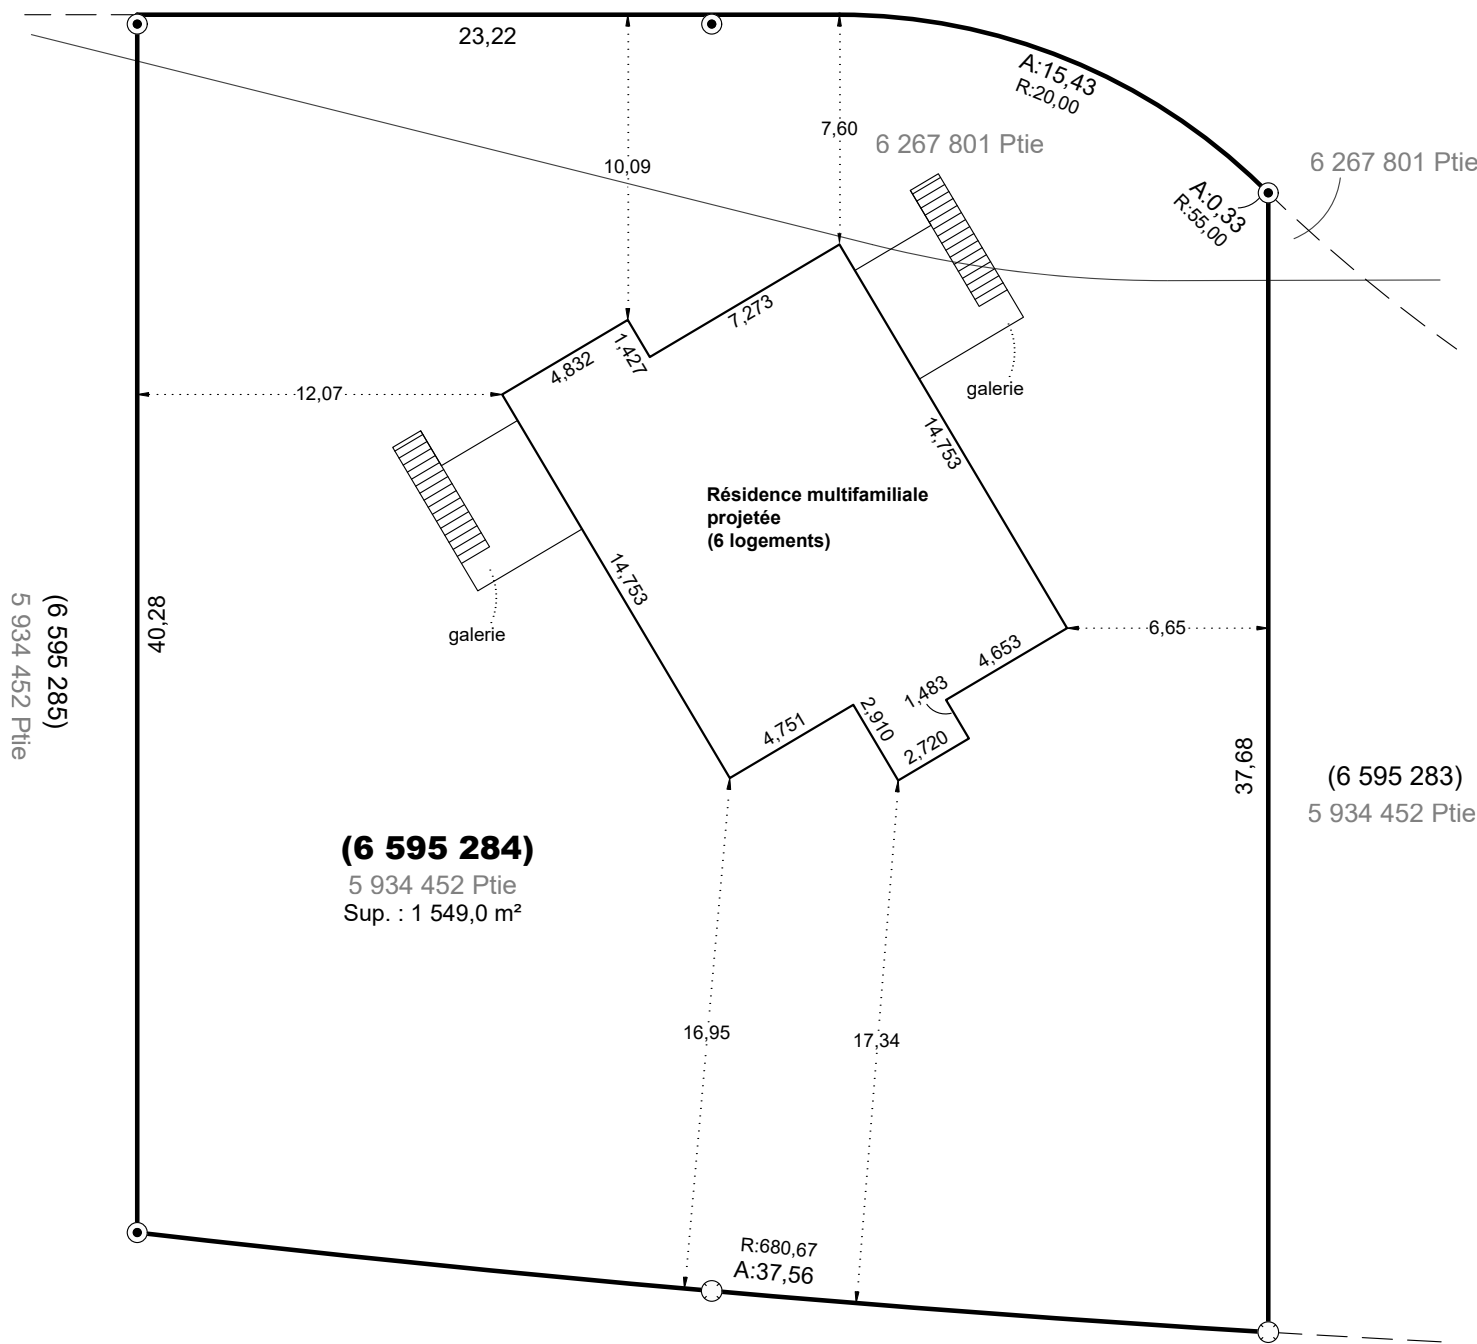 23,22
A:15,43
R:20,00
7,60
6 267 801 Ptie
6 267 801 Ptie
10,09
A:0,33
R:55,00
7,273
1,427
4,832
12,07
galerie
14,753
Résidence multifamiliale
projetée
(6 logements)
14,753
galerie
40,28
(6 595 285)
5 934 452 Ptie
6,65
4,653
1,483
2,910
4,751
2,720
37,68
(6 595 283)
5 934 452 Ptie
(6 595 284)
5 934 452 Ptie
Sup. : 1 549,0 m²
16,95
17,34
R:680,67
A:37,56